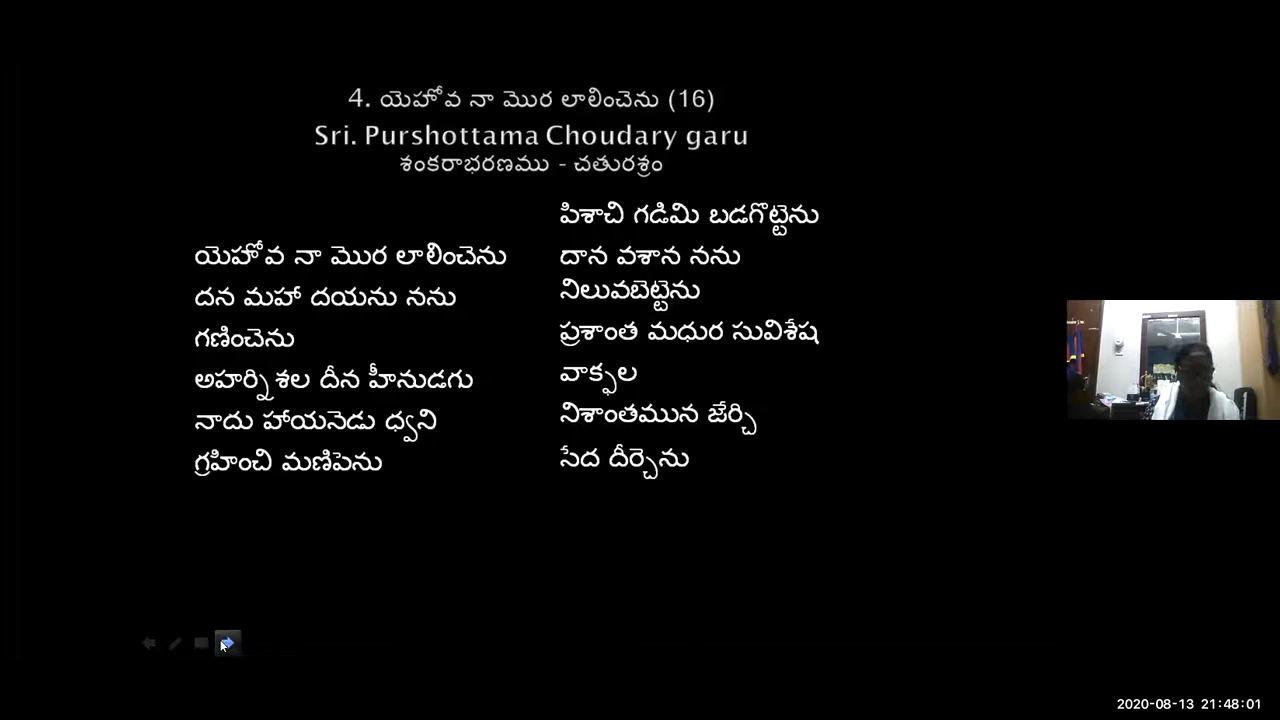 4. యెహోవ నా మొర లాలించెను (16)
Sri. Purshottama Choudary garu
శంకరాభరణము - చతురశ్రం
యెహోవ నా మొర లాలించెను
దన మహా దయను నను
గణించెను
అహర్నిశల దీన హీనుడగు
నాదు హాయనెడు ధ్వని
గ్రహించి మణిపెను
పిశాచి గడిమి బడగొట్టెను
దాన వశాన నను
నిలువబెట్టెను
ప్రశాంత మధుర సువిశేష
వాక్ఫల
నిశాంతమున జేర్చి
సేద దీర్చెను
2020-08-13 21:48:01